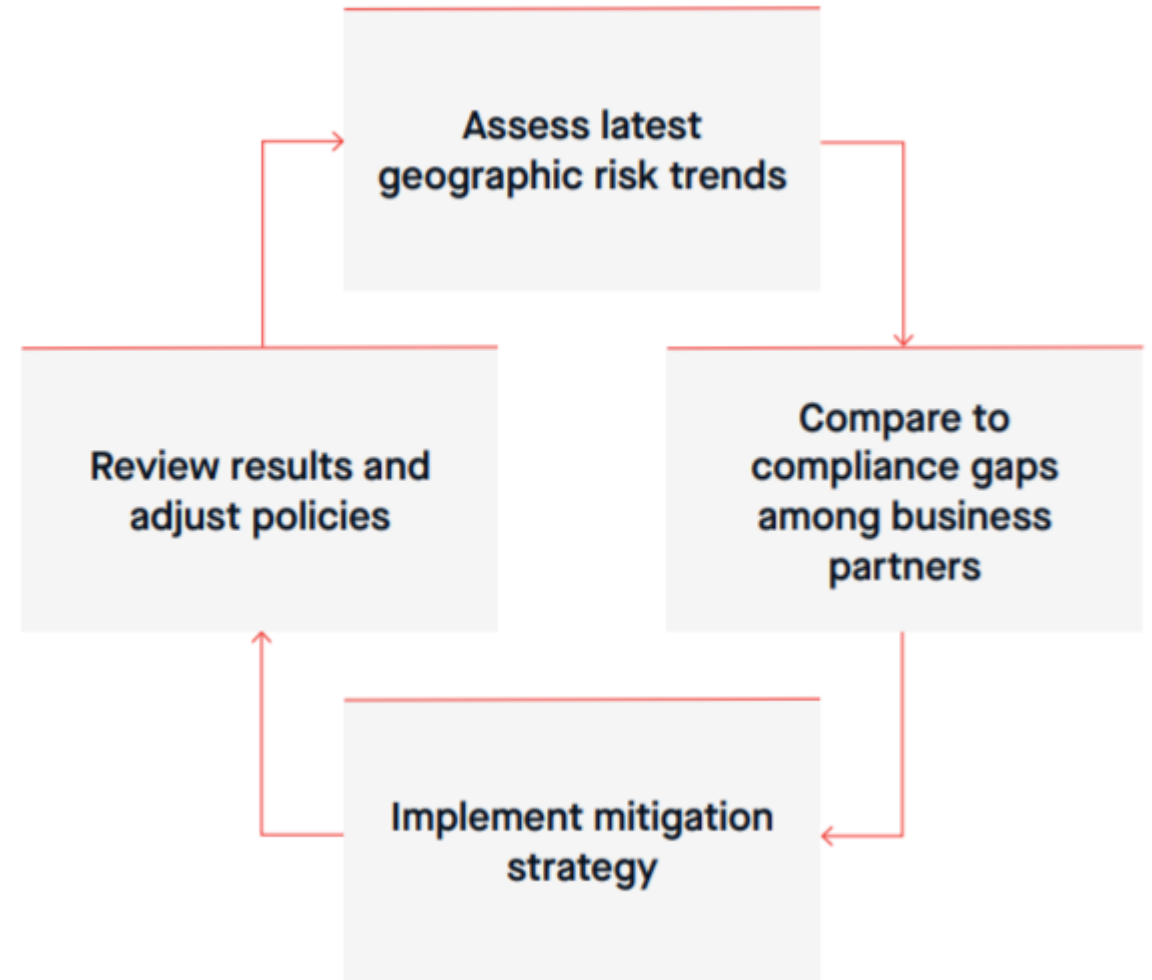 Assess latest
geographic risk trends
Compare to
compliance gaps
among business
partners
Implement mitigation
strategy
Review results and
adjust policies